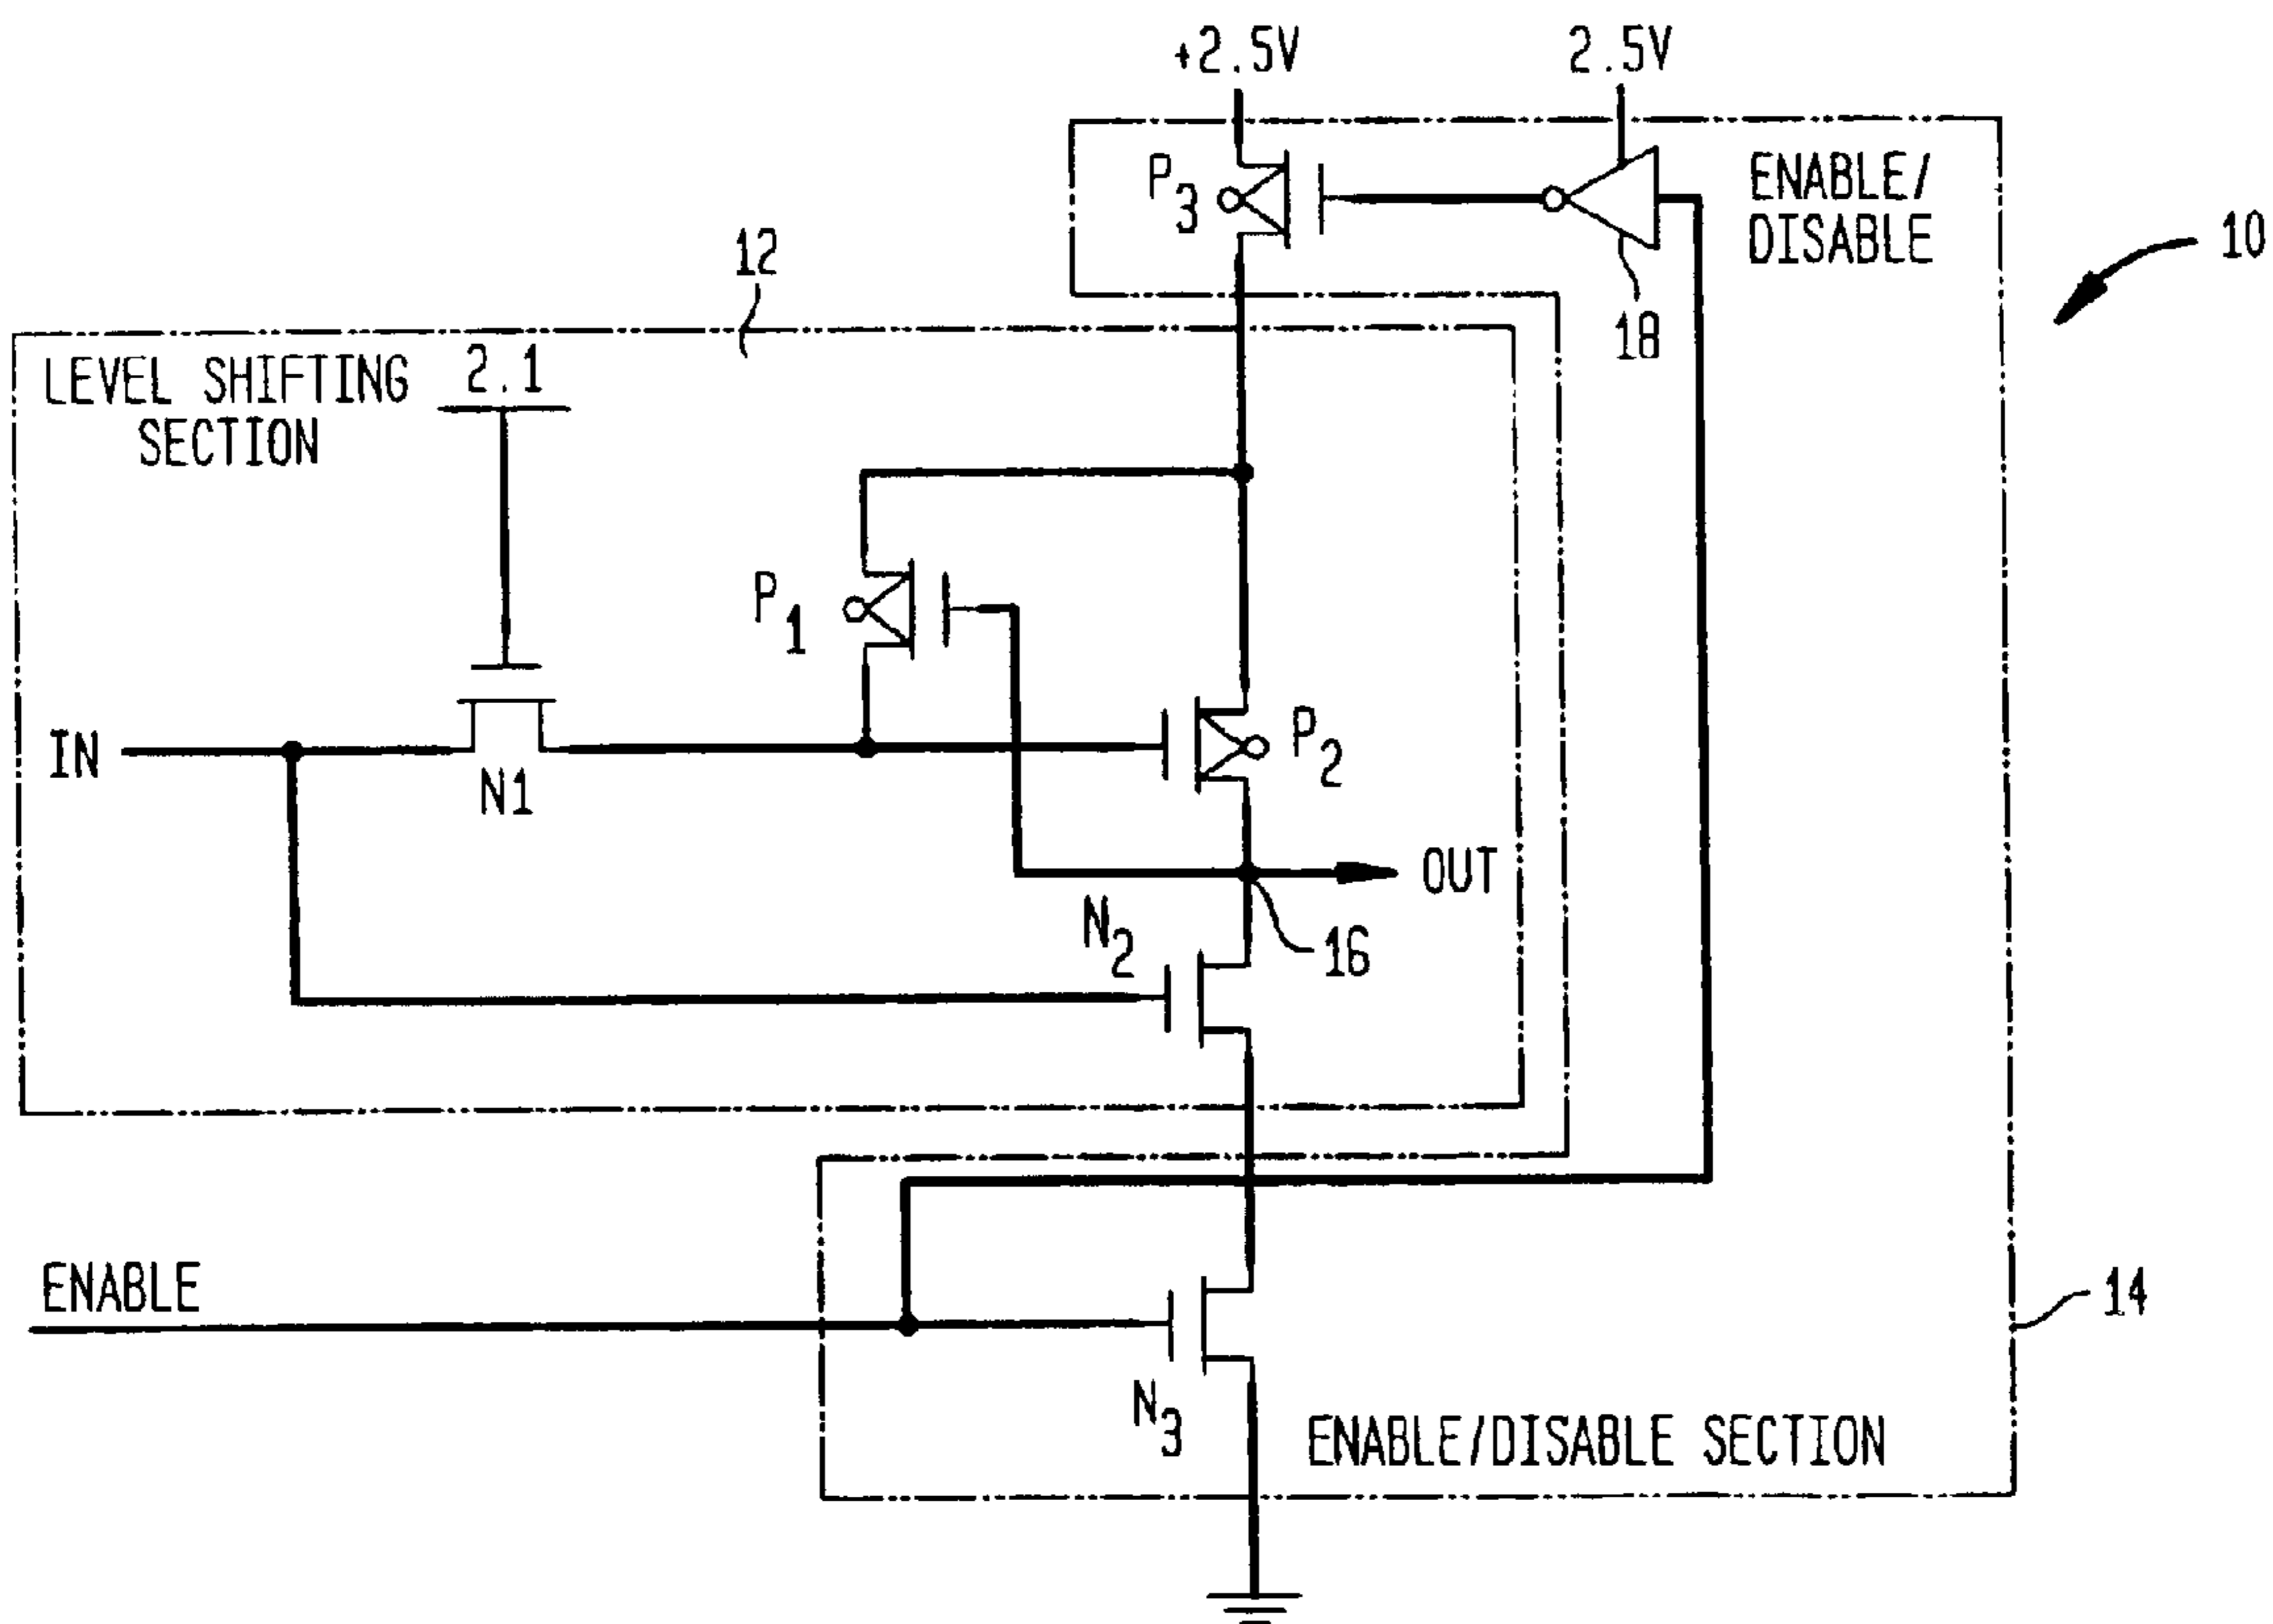 +2.5V
2.5V
P3
ENABLE/
DISABLE
10
12
18
LEVEL SHIFTING
SECTION
2.1
P1
P2
IN
N1
OUT
N2
16
ENABLE
14
N3
ENABLE/DISABLE SECTION